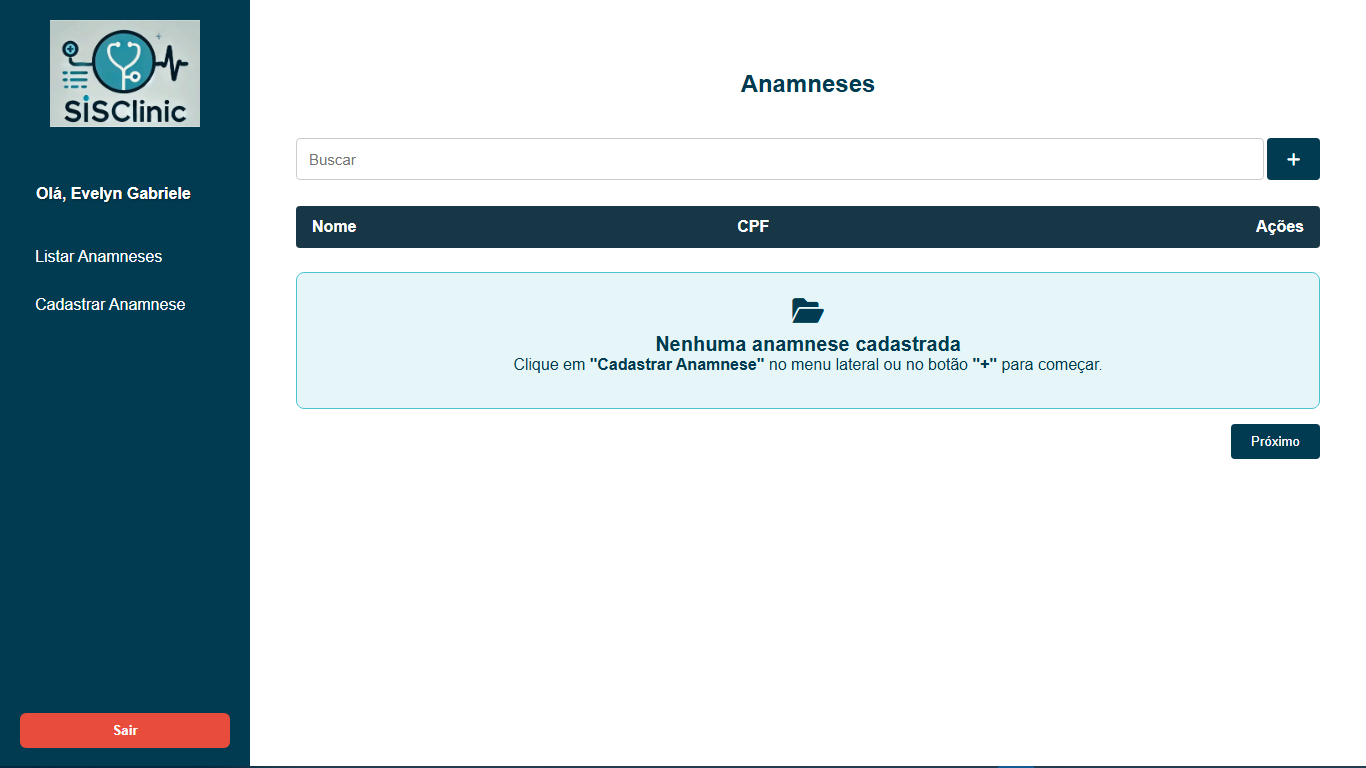 SiSClinic
Olá, Evelyn Gabriele
Listar Anamneses
Cadastrar Anamnese
Sair
Anamneses
Buscar
+
Nome CPF Ações
Nenhuma anamnese cadastrada
Clique em "Cadastrar Anamnese" no menu lateral ou no botão "+" para começar.
Próximo